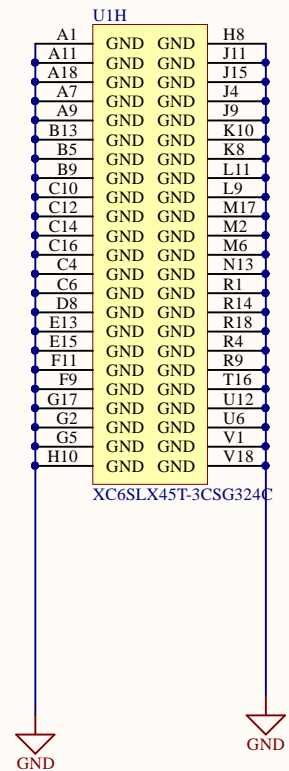 U1H
A1 GND GND H8
A11 GND GND J11
A18 GND GND J15
A7 GND GND J4
A9 GND GND J9
B13 GND GND K10
B5 GND GND K8
B9 GND GND L11
C10 GND GND L9
C12 GND GND M17
C14 GND GND M2
C16 GND GND M6
C4 GND GND N13
C6 GND GND R1
D8 GND GND R14
E13 GND GND R18
E15 GND GND R4
F11 GND GND R9
F9 GND GND T16
G17 GND GND U12
G2 GND GND U6
G5 GND GND V1
H10 GND GND V18
XC6SLX45T-3CSG324C
GND GND